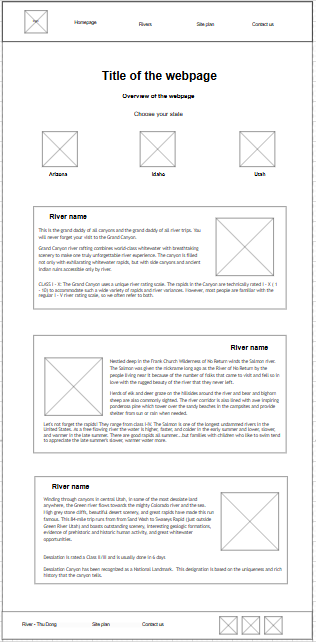 Homepage
Rivers
Site plan
Contact us
Title of the webpage
Overview of the webpage
Choose your state
Arizona
Idaho
Utah
River name
This is the grand daddy of all canyons and the grand daddy of all river trips. You
will never forget your visit to the Grand Canyon.
Grand Canyon river rafting combines world-class whitewater with breathtaking
scenery to make one truly unforgettable river experience. The canyon is filled
not only with exhilarating whitewater rapids, but with side canyons and ancient
Indian ruins accessible only by river.
CLASS I - X: The Grand Canyon uses a unique rating scale. The rapids in the Canyon are technically rated I - X ( 1
- 10) to accommodate such a wide variety of rapids and river variances. However, most people are familiar with the
regular I - V river rating scale, so we often refer to both.
River name
Nestled deep in the Frank Church Wilderness of No Return winds the Salmon river.
The Salmon was given the nickname long ago as the River of No Return by the
people living near it because of the number of folks that came to visit and fell so in
love with the rugged beauty of the river that they never left.
Herds of elk and deer graze on the hillsides around the river and bear and bighorn
sheep are also commonly sighted. The river corridor is also lined with awe inspiring
ponderosa pine which tower over the sandy beaches in the campsites and provide
shelter from sun or rain when needed.
Let's not forget the rapids! They range from class I-IV. The Salmon is one of the longest undammed rivers in the
United States. As a free flowing river the water is higher, faster, and colder in the early summer and lower, slower,
and warmer in the late summer. There are good rapids all summer...but families with children who like to swim tend
to appreciate the late summer's slower, warmer water more.
River name
Winding through canyons in central Utah, in some of the most desolate land
anywhere, the Green river flows towards the mighty Colorado river and the sea.
High grey stone cliffs, beautiful desert scenery, and great rapids have made this run
famous. This 84-mile trip runs from from Sand Wash to Swaseys Rapid (just outside
Green River Utah) and boasts outstanding scenery, interesting geologic formations,
evidence of prehistoric and historic human activity, and great whitewater
opportunities.
Desolation is rated a Class II/III and is usually done in 6 days
Desolation Canyon has been recognized as a National Landmark. This designation is based on the uniqueness and rich
history that the canyon tells.
River - Thu Dong
Site plan
Contact us